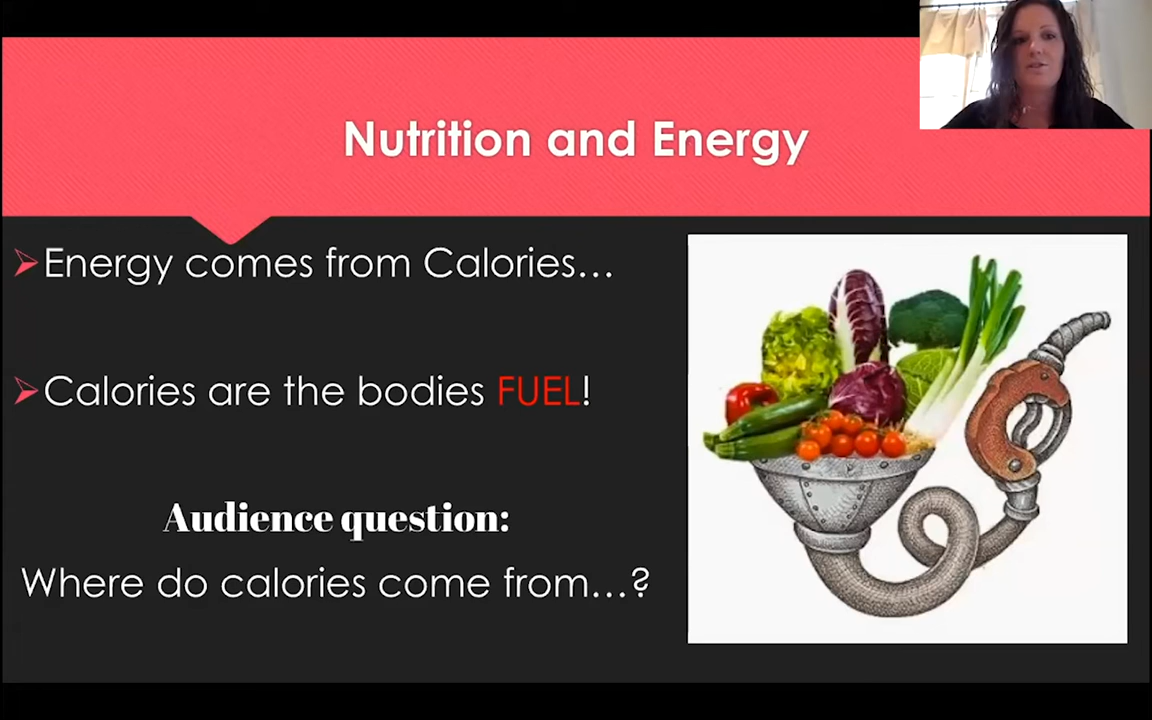 Nutrition and Energy
Energy comes from Calories...
Calories are the bodies FUEL!
Audience question:
Where do calories come from...?